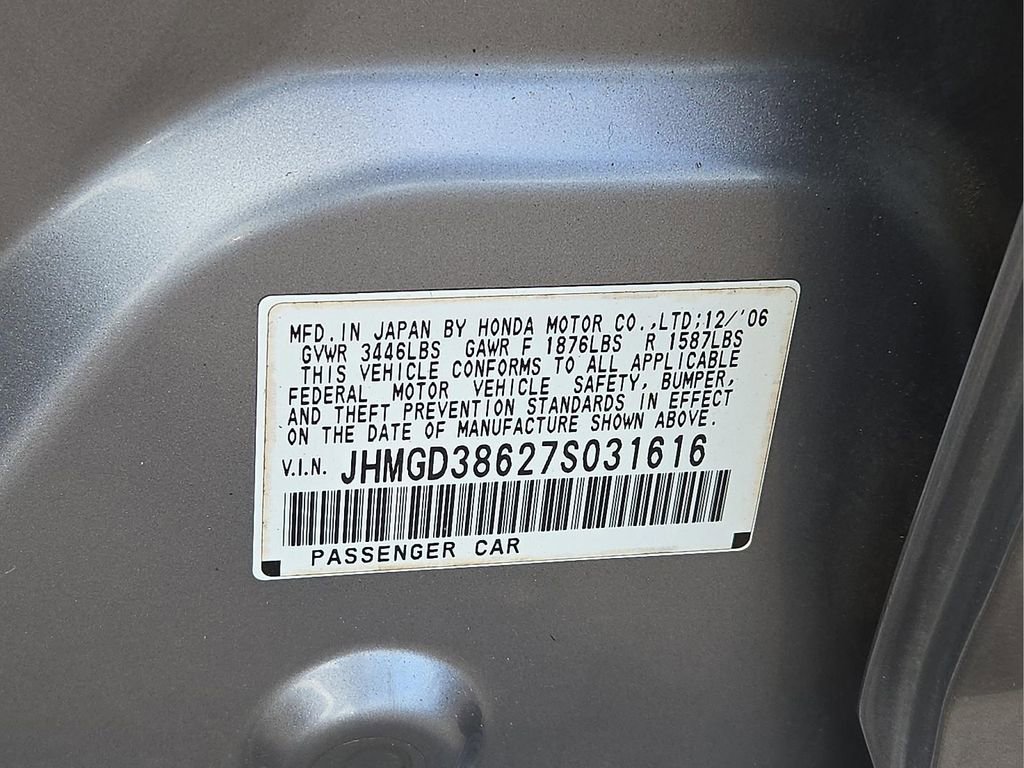 MFD. IN JAPAN BY HONDA MOTOR CO.,LTD;12/'06
GVWR 3446LBS GAWR F 1876LBS R 1587LBS
THIS VEHICLE CONFORMS TO ALL APPLICABLE
FEDERAL MOTOR VEHICLE SAFETY, BUMPER,
AND THEFT PREVENTION STANDARDS IN EFFECT
ON THE DATE OF MANUFACTURE SHOWN ABOVE.
V.I.N. JHMGD38627S031616
PASSENGER CAR